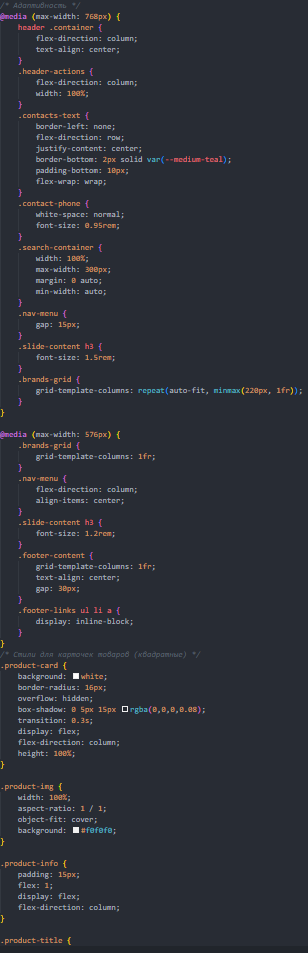 /* Адаптивность */
@media (max-width: 768px) {
header .container {
flex-direction: column;
text-align: center;
}
.header-actions {
flex-direction: column;
width: 100%;
}
.contacts-text {
border-left: none;
flex-direction: row;
justify-content: center;
border-bottom: 2px solid var(--medium-teal);
padding-bottom: 10px;
flex-wrap: wrap;
}
.contact-phone {
white-space: normal;
font-size: 0.95rem;
}
.search-container {
width: 100%;
max-width: 300px;
margin: 0 auto;
min-width: auto;
}
.nav-menu {
gap: 15px;
}
.slide-content h3 {
font-size: 1.5rem;
}
.brands-grid {
grid-template-columns: repeat(auto-fit, minmax(220px, 1fr));
}
}
@media (max-width: 576px) {
.brands-grid {
grid-template-columns: 1fr;
}
.nav-menu {
flex-direction: column;
align-items: center;
}
.slide-content h3 {
font-size: 1.2rem;
}
.footer-content {
grid-template-columns: 1fr;
text-align: center;
gap: 30px;
}
.footer-links ul li a {
display: inline-block;
}
}
/* Стили для карточек товаров (квадратные) */
.product-card {
background: white;
border-radius: 16px;
overflow: hidden;
box-shadow: 0 5px 15px rgba(0,0,0,0.08);
transition: 0.3s;
display: flex;
flex-direction: column;
height: 100%;
}
.product-img {
width: 100%;
aspect-ratio: 1 / 1;
object-fit: cover;
background: #f0f0f0;
}
.product-info {
padding: 15px;
flex: 1;
display: flex;
flex-direction: column;
}
.product-title {